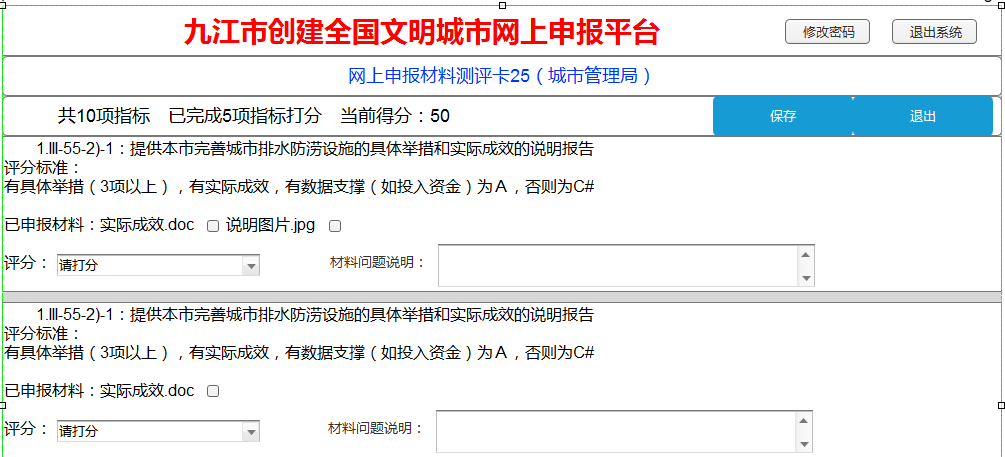 九江市创建全国文明城市网上申报平台
修改密码
退出系统
网上申报材料测评卡25（城市管理局）
共10项指标 已完成5项指标打分 当前得分：50
保存
退出
1.Ⅲ-55-2)-1：提供本市完善城市排水防涝设施的具体举措和实际成效的说明报告
评分标准：
有具体举措（3项以上），有实际成效，有数据支撑（如投入资金）为Ａ，否则为C#
已申报材料：实际成效.doc 说明图片.jpg
评分： 请打分 材料问题说明：
1.Ⅲ-55-2)-1：提供本市完善城市排水防涝设施的具体举措和实际成效的说明报告
评分标准：
有具体举措（3项以上），有实际成效，有数据支撑（如投入资金）为Ａ，否则为C#
已申报材料：实际成效.doc
评分： 请打分 材料问题说明：